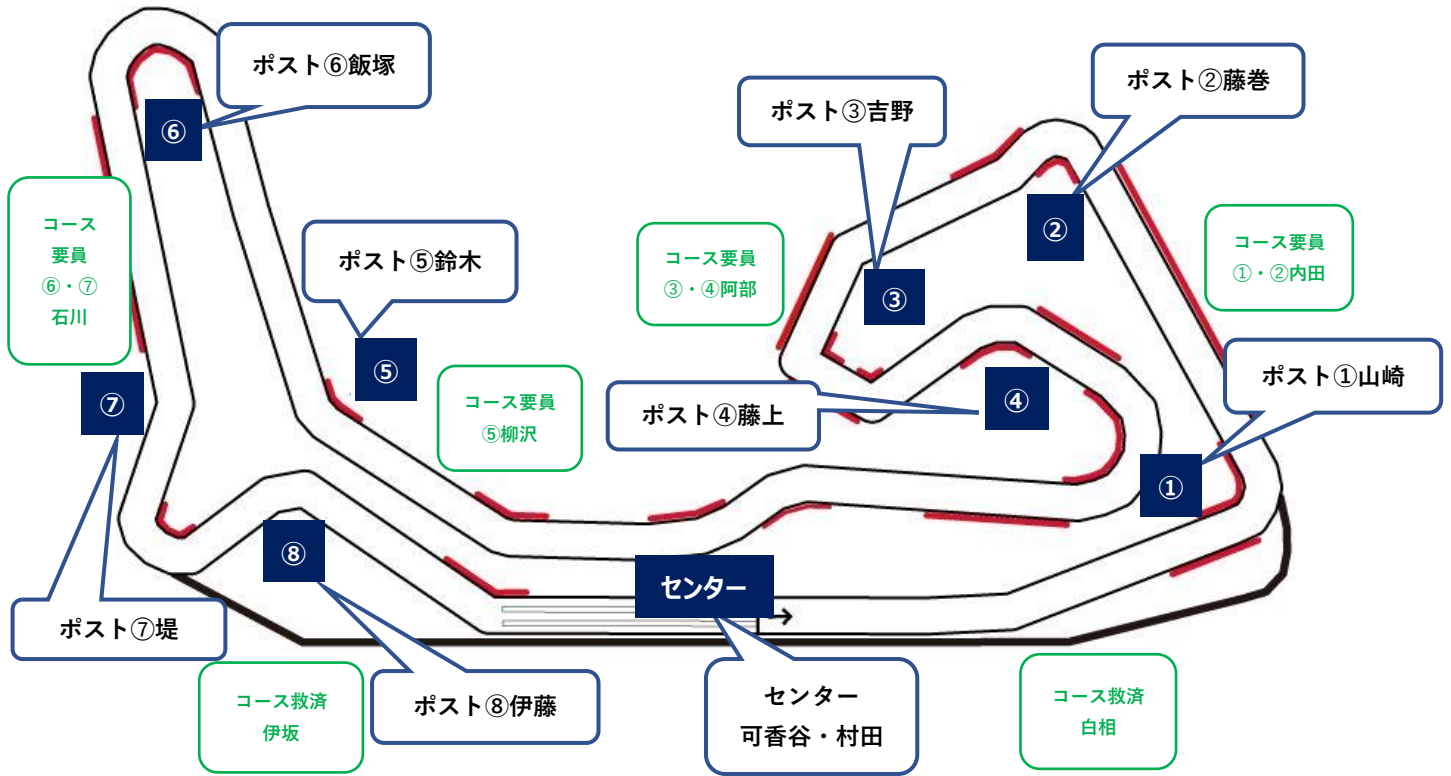 ポスト⑥飯塚
ポスト②藤巻
ポスト③吉野
⑥
コース
要員
⑥・⑦
石川
ポスト⑤鈴木
コース要員
③・④阿部
②
コース要員
①・②内田
③
⑤
⑦
コース要員
⑤柳沢
ポスト④藤上
④
ポスト①山崎
①
⑧
センター
ポスト⑦堤
コース救済
伊坂
ポスト⑧伊藤
センター
可香谷・村田
コース救済
白相